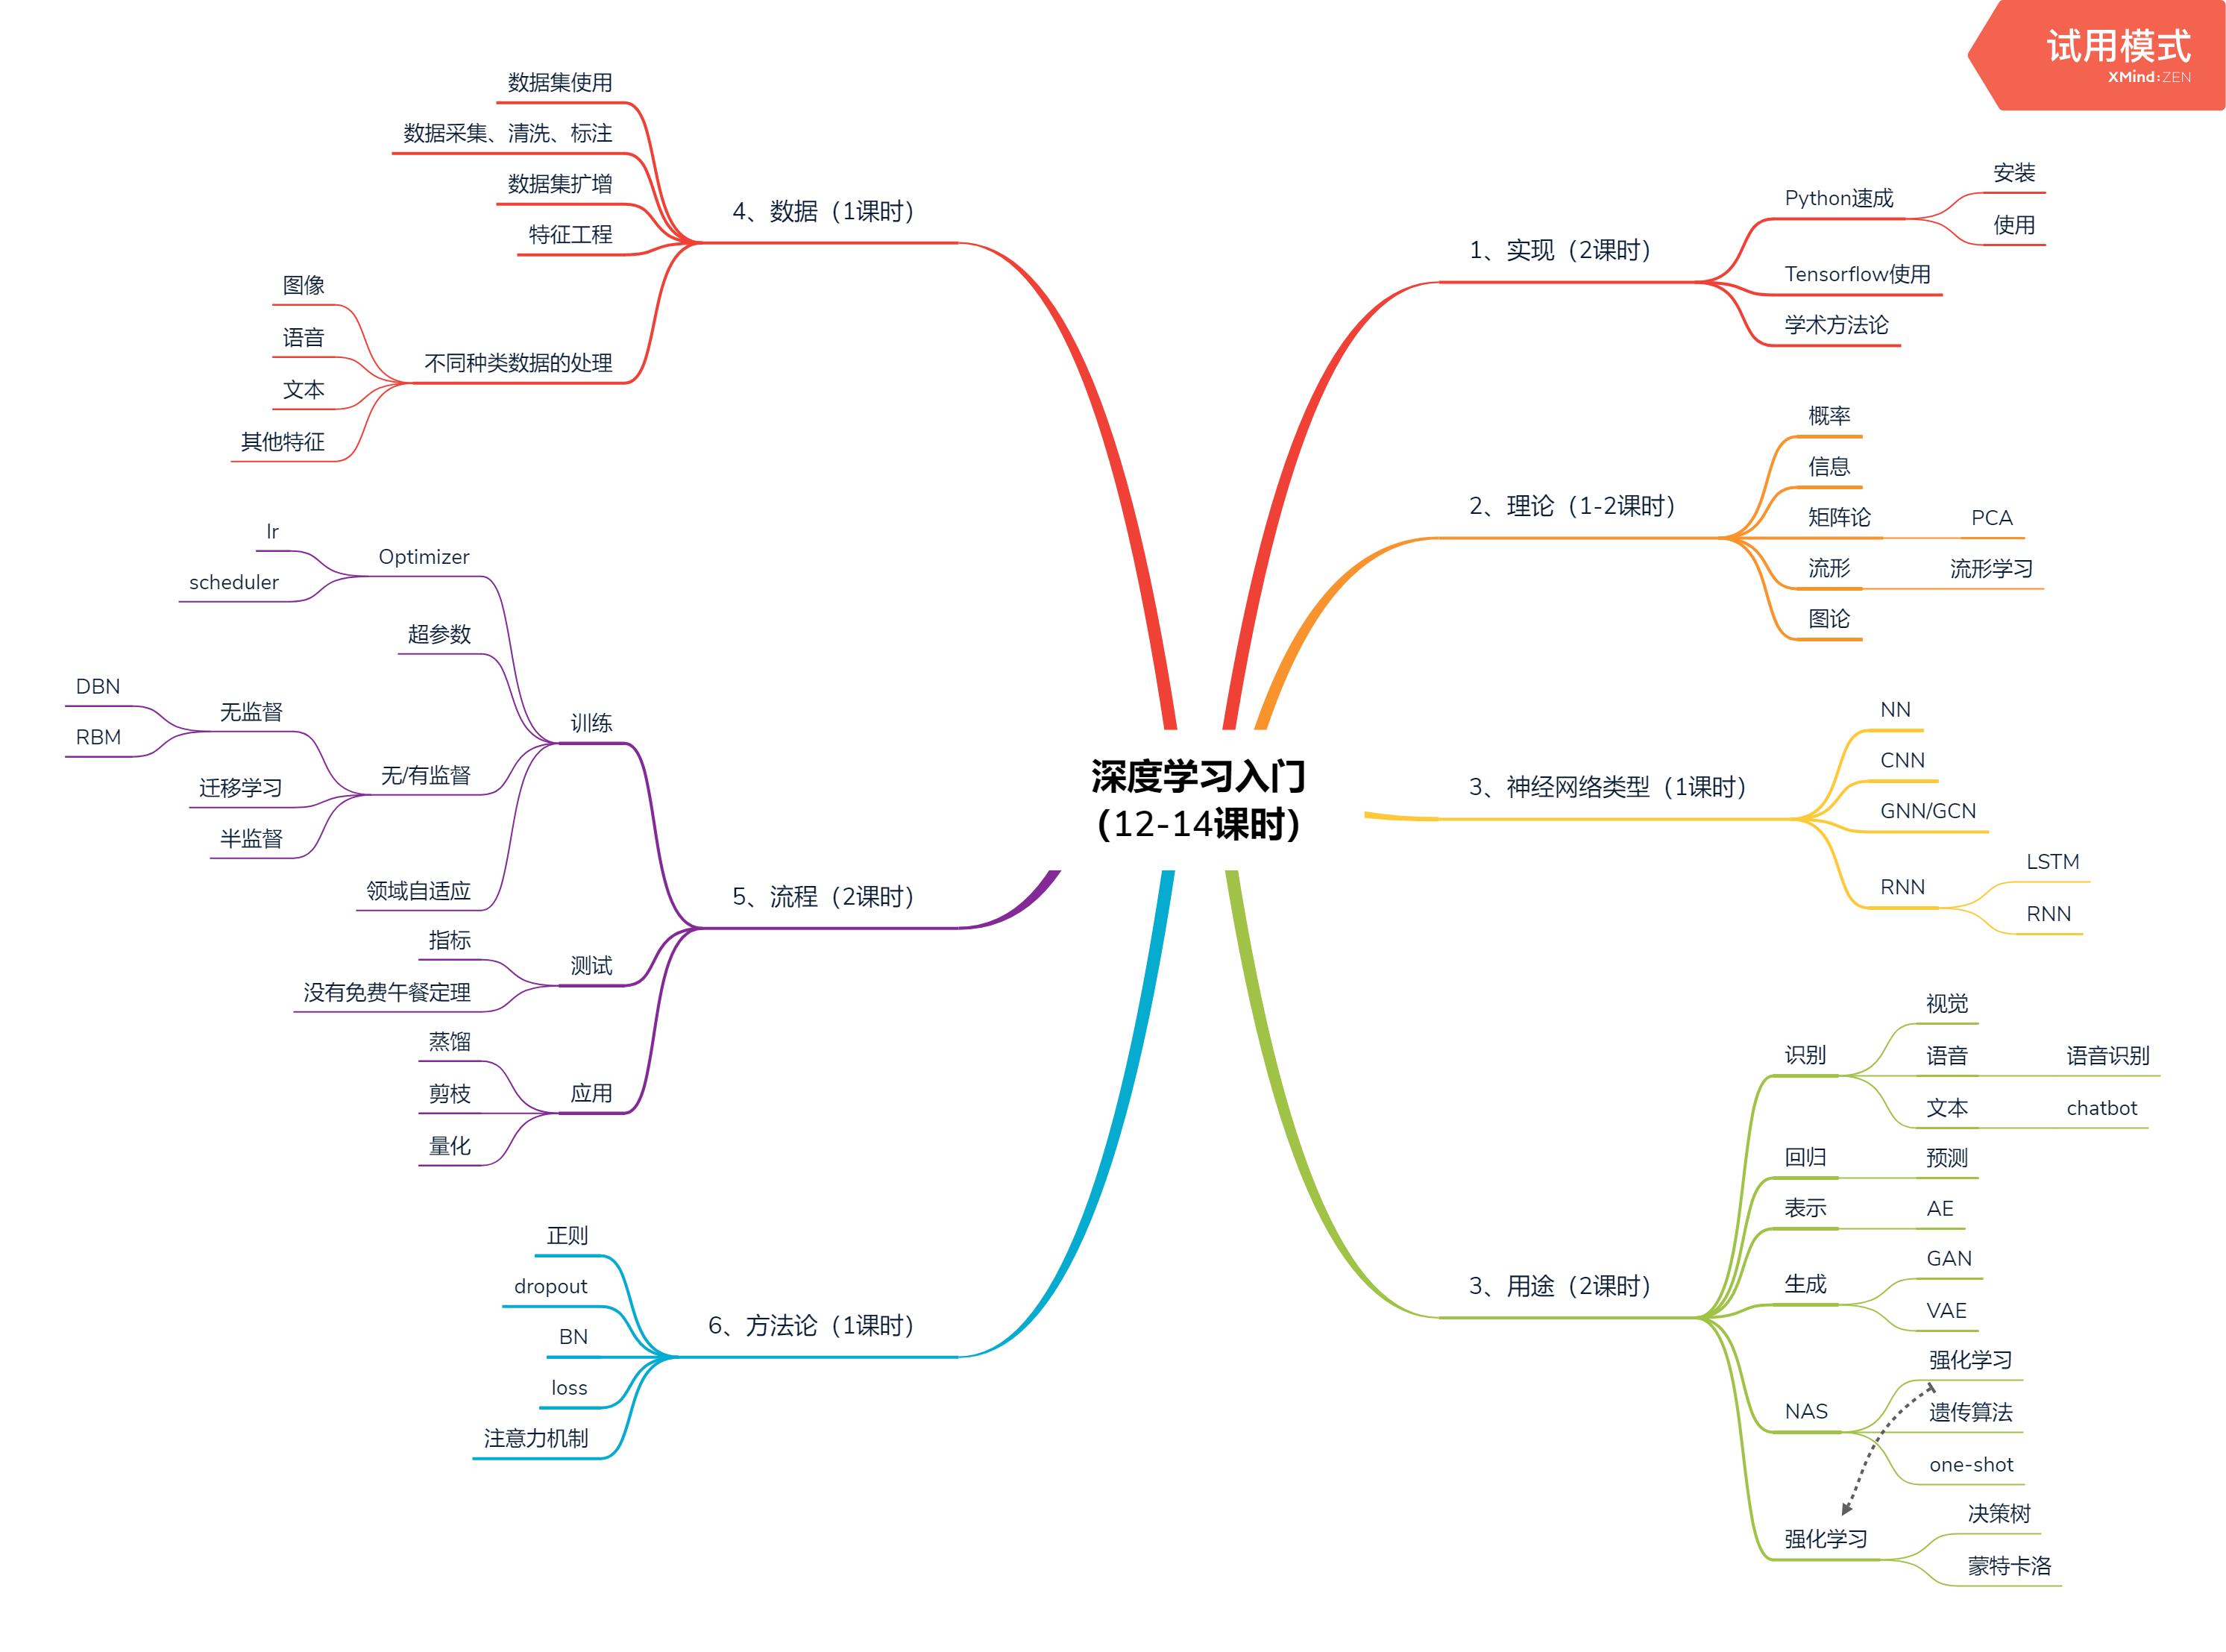 试用模式
XMind:ZEN
深度学习入门
(12-14课时)
1、实现（2课时）
Python速成
安装
使用
Tensorflow使用
学术方法论
2、理论（1-2课时）
概率
信息
矩阵论
PCA
流形
流形学习
图论
3、神经网络类型（1课时）
NN
CNN
GNN/GCN
RNN
LSTM
RNN
3、用途（2课时）
识别
视觉
语音
语音识别
文本
chatbot
回归
预测
表示
AE
生成
GAN
VAE
NAS
强化学习
遗传算法
one-shot
强化学习
决策树
蒙特卡洛
4、数据（1课时）
数据集使用
数据采集、清洗、标注
数据集扩增
特征工程
不同种类数据的处理
图像
语音
文本
其他特征
5、流程（2课时）
训练
Optimizer
lr
scheduler
超参数
无/有监督
无监督
DBN
RBM
迁移学习
半监督
领域自适应
测试
指标
没有免费午餐定理
应用
蒸馏
剪枝
量化
6、方法论（1课时）
正则
dropout
BN
loss
注意力机制